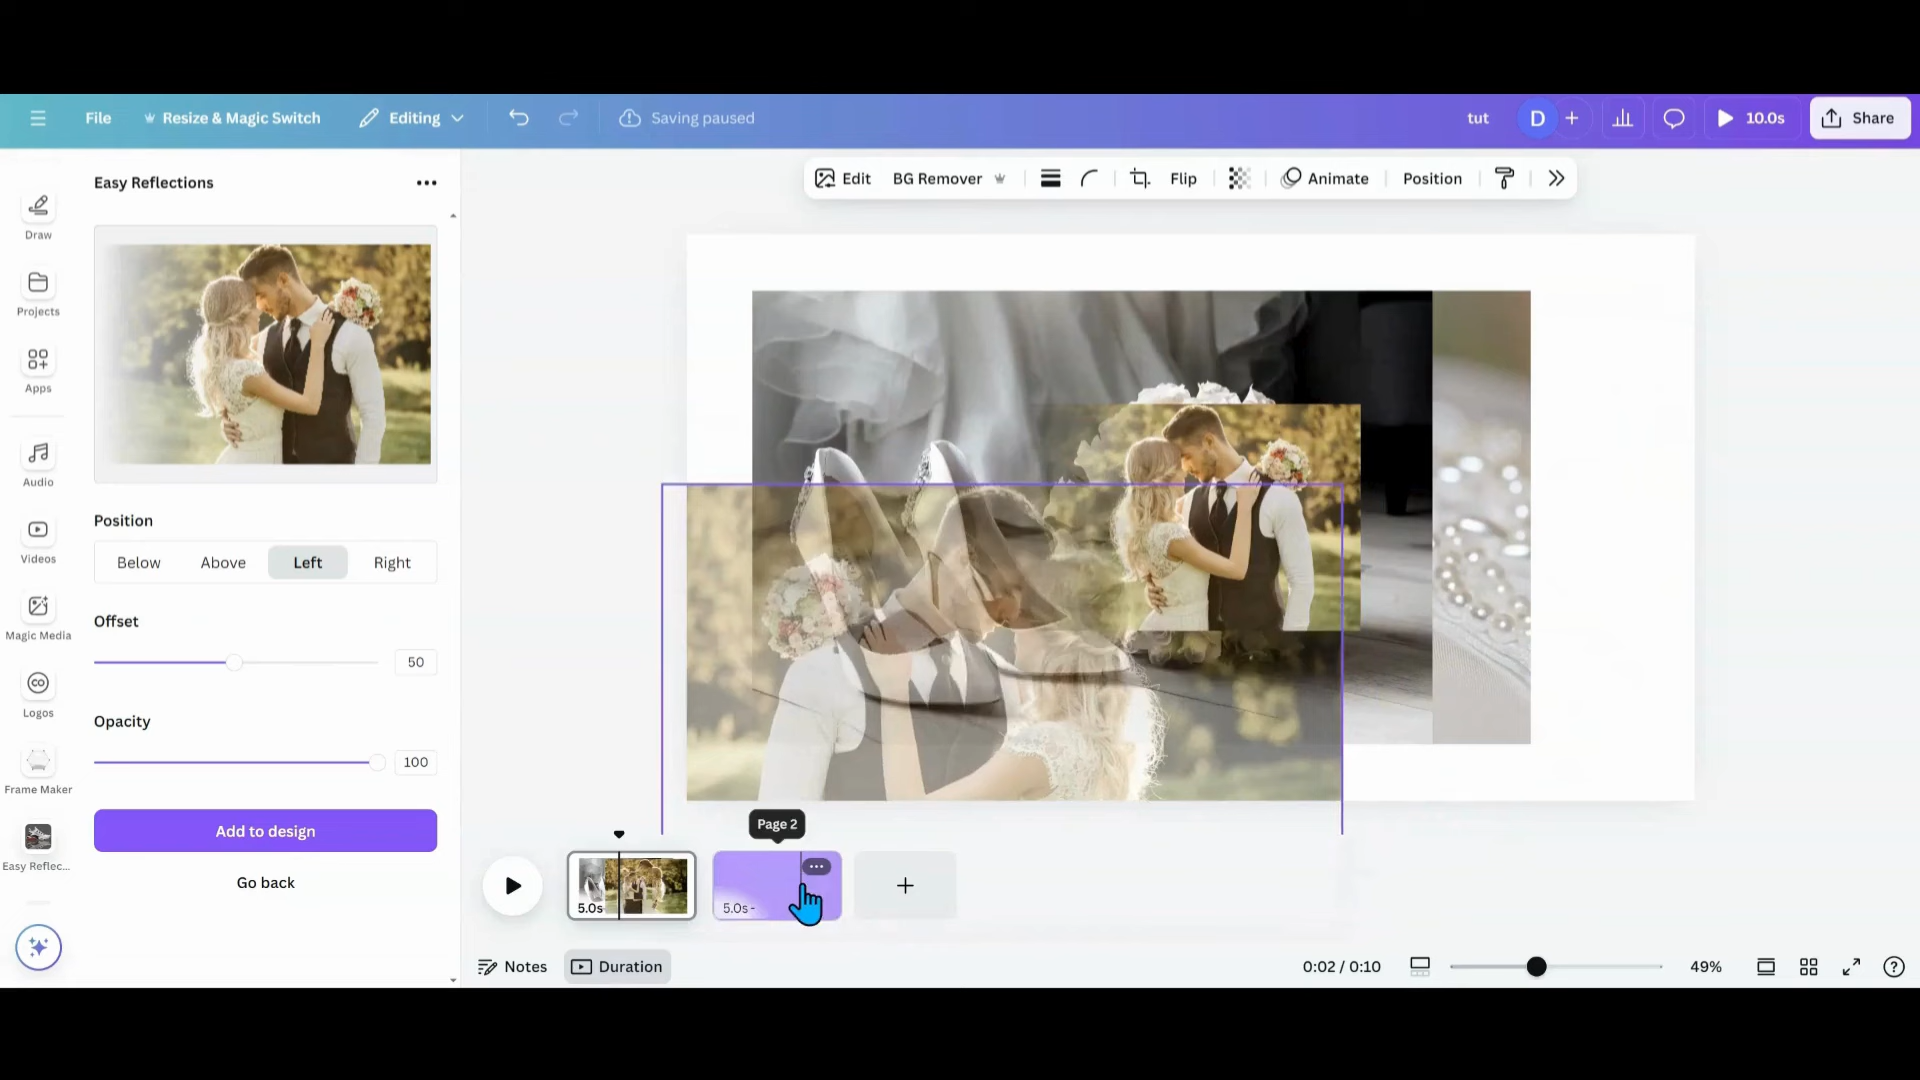 File
Resize & Magic Switch
Editing
Saving paused
tut
D
10.0s
Share
Easy Reflections
Edit
BG Remover
Flip
Animate
Position
Draw
Projects
Apps
Audio
Videos
Magic Media
CO
Logos
Frame Maker
Easy Reflec...
Position
Below
Above
Left
Right
Offset
50
Opacity
100
Add to design
Go back
Page 2
5.0s
5.0s-
Notes
Duration
0:02 / 0:10
49%